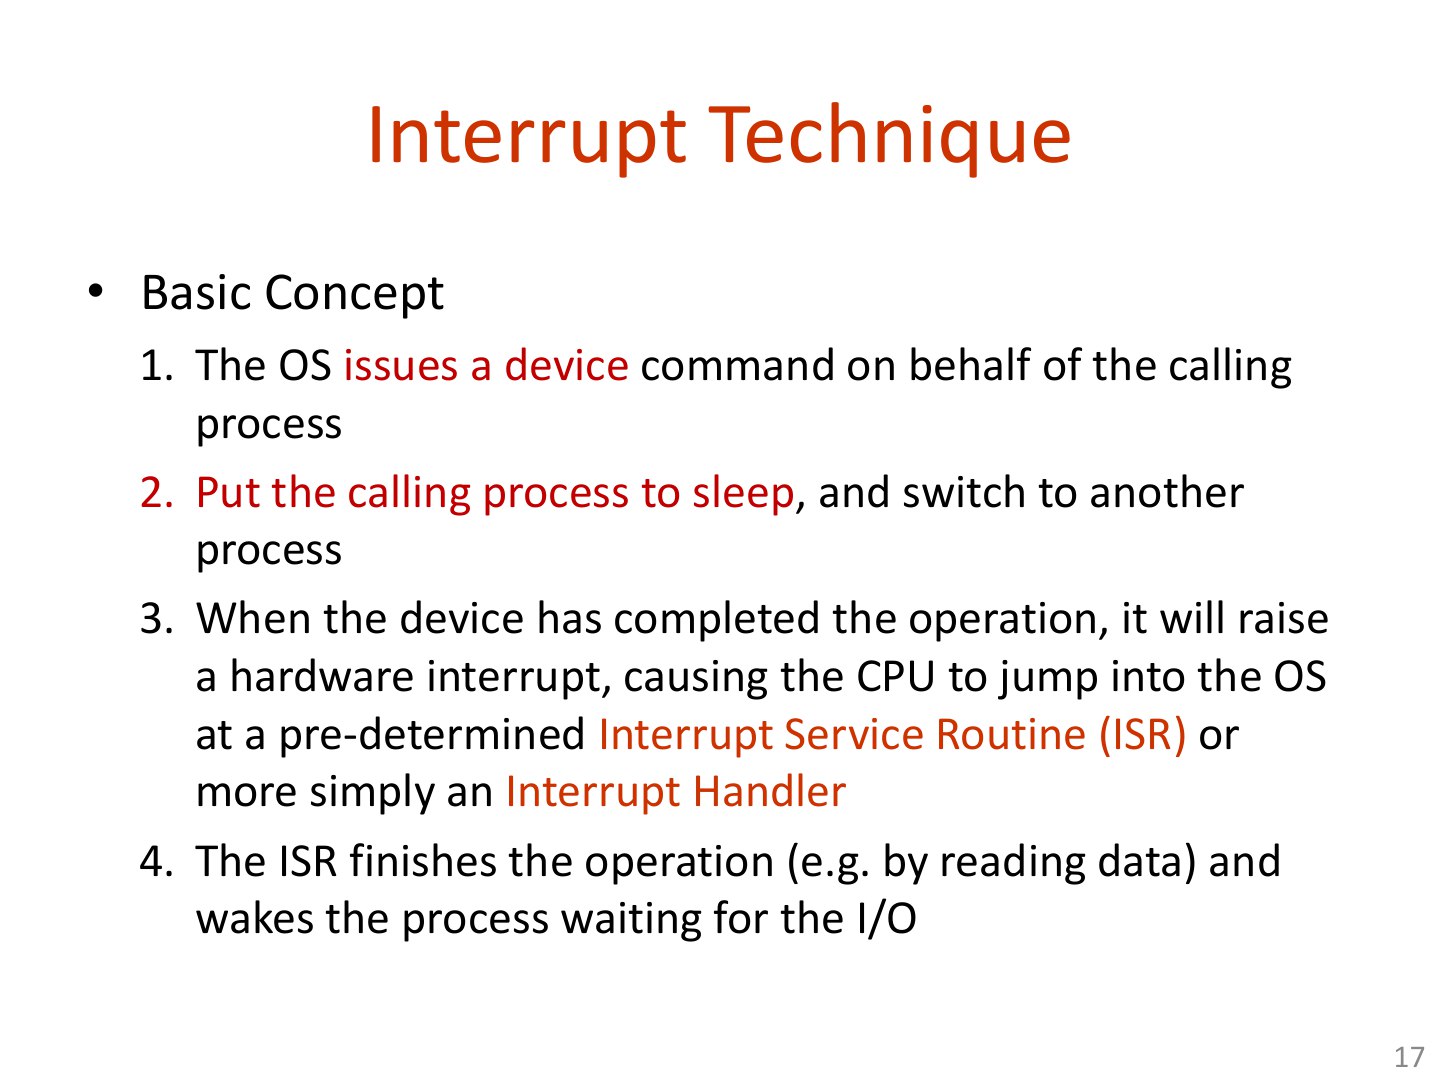 Interrupt Technique
• Basic Concept
1. The OS issues a device command on behalf of the calling
process
2. Put the calling process to sleep, and switch to another
process
3. When the device has completed the operation, it will raise
a hardware interrupt, causing the CPU to jump into the OS
at a pre-determined Interrupt Service Routine (ISR) or
more simply an Interrupt Handler
4. The ISR finishes the operation (e.g. by reading data) and
wakes the process waiting for the I/O
17